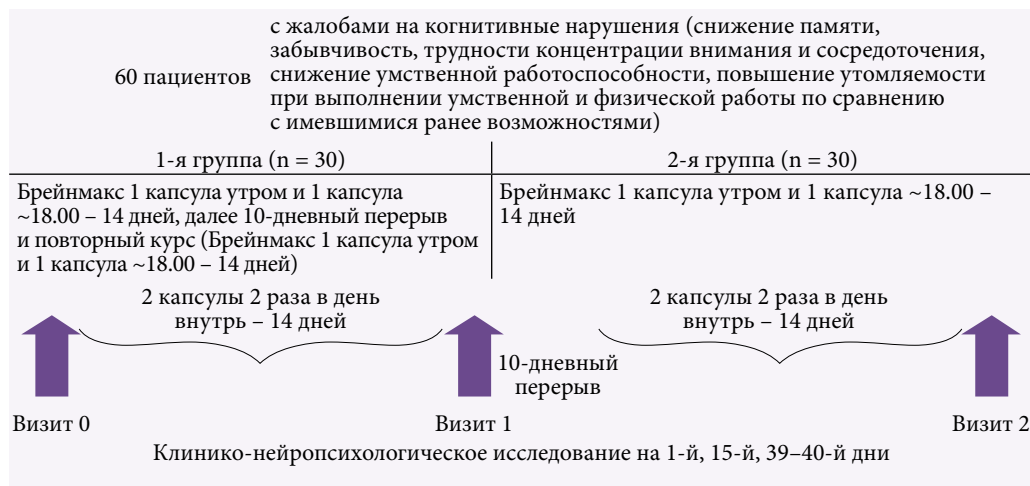 60 пациентов
с жалобами на когнитивные нарушения (снижение памяти,
забывчивость, трудности концентрации внимания и сосредоточения,
снижение умственной работоспособности, повышение утомляемости
при выполнении умственной и физической работы по сравнению
с имевшимися ранее возможностями)
1-я группа (n = 30)
Брейнмакс 1 капсула утром и 1 капсула
~18.00 – 14 дней, далее 10-дневный перерыв
и повторный курс (Брейнмакс 1 капсула утром
и 1 капсула ~18.00 – 14 дней)
2-я группа (n = 30)
Брейнмакс 1 капсула утром и 1 капсула ~18.00 –
14 дней
2 капсулы 2 раза в день
внутрь – 14 дней
2 капсулы 2 раза в день
внутрь – 14 дней
10-дневный
перерыв
Визит 0
Визит 1
Визит 2
Клинико-нейропсихологическое исследование на 1-й, 15-й, 39–40-й дни